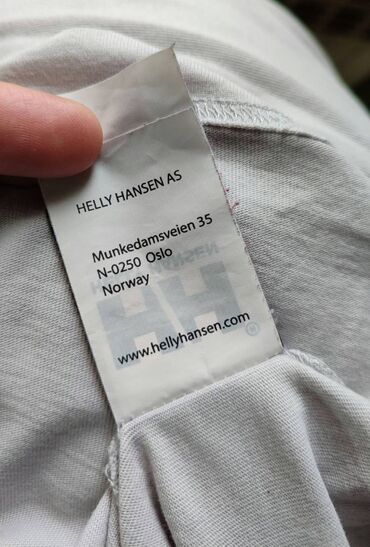 HELLY HANSEN AS
Munkedamsveien 35
N-0250 Oslo
Norway
www.hellyhansen.com